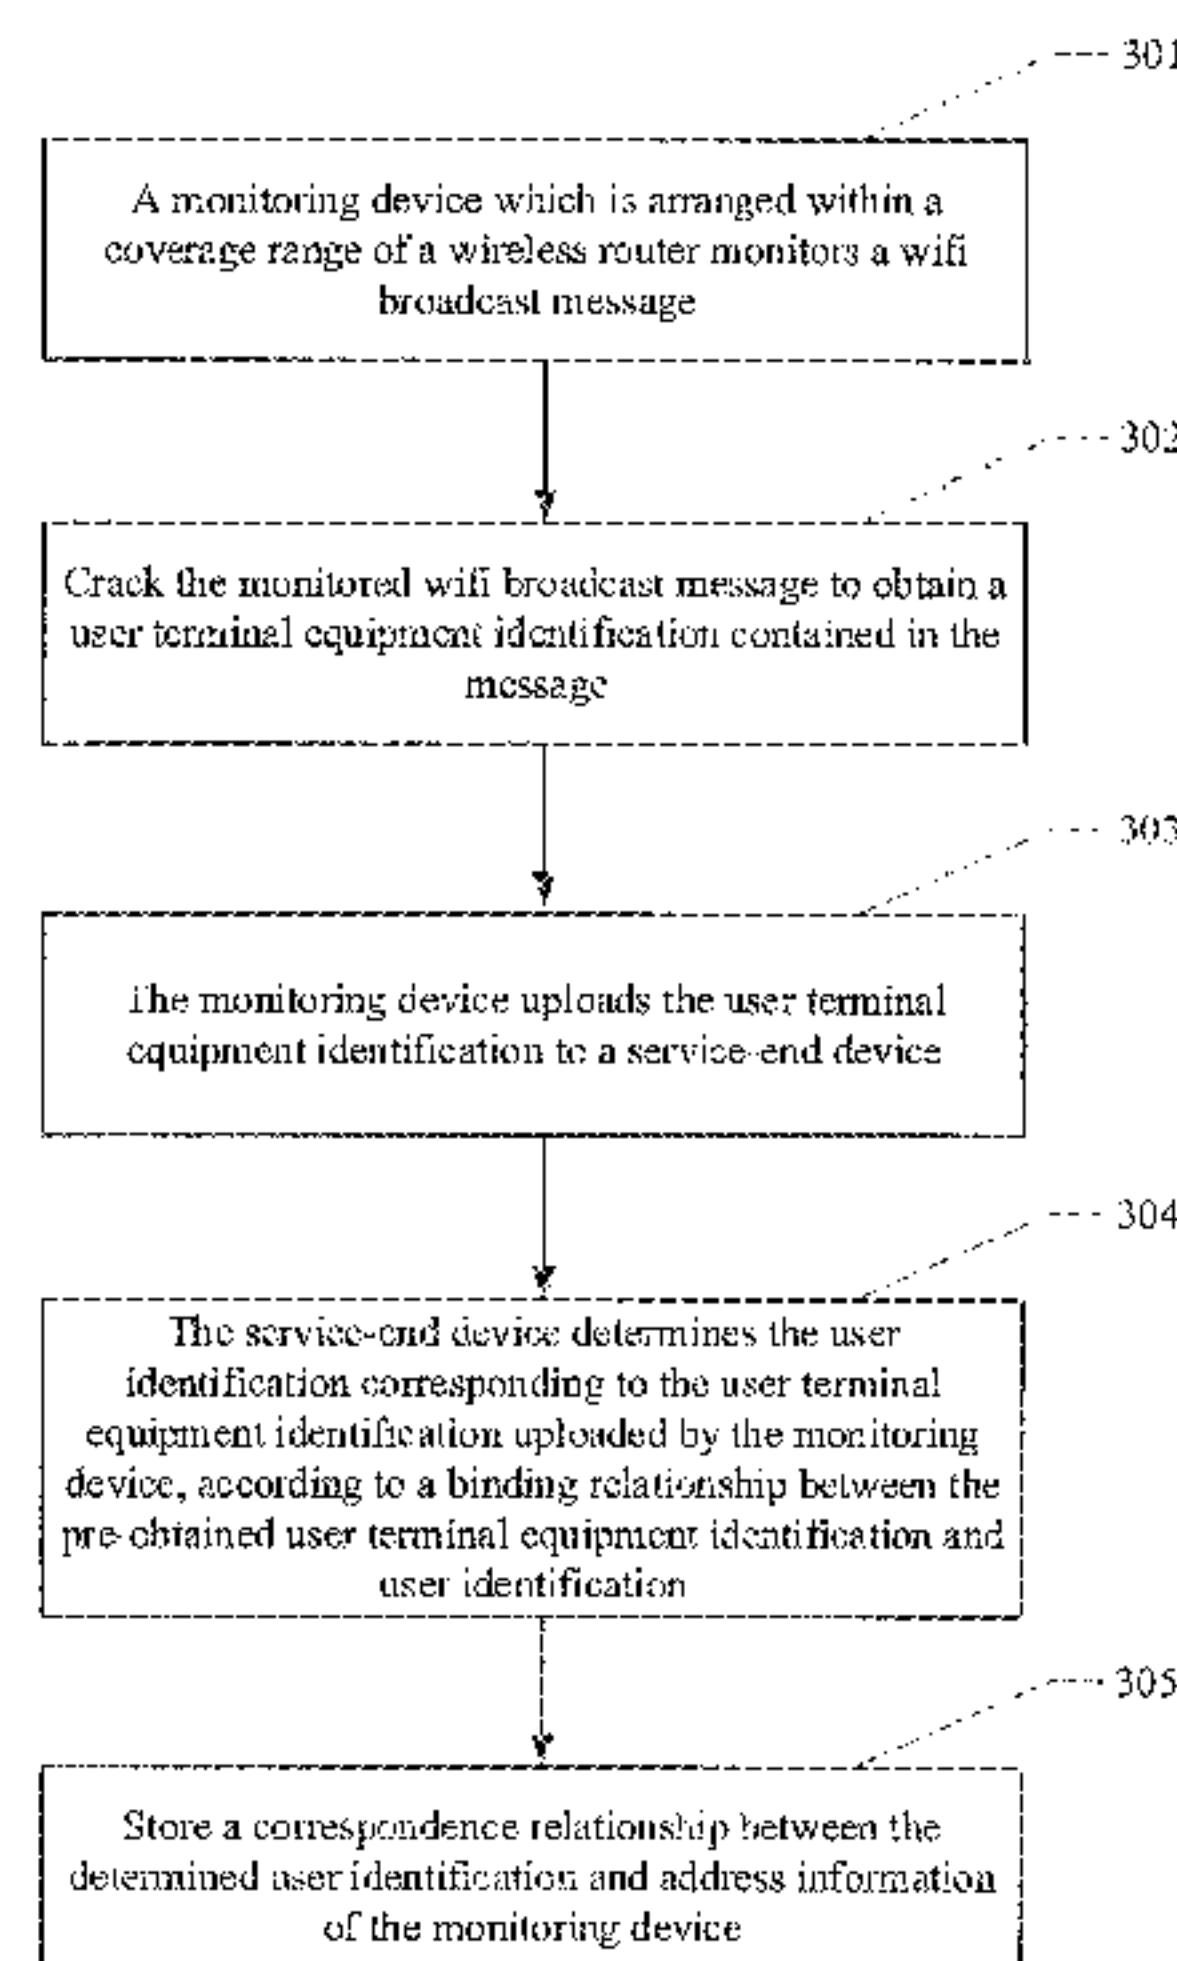 301
A monitoring device which is arranged within a
coverage range of a wireless router monitors a wifi
broadcast message
302
Crack the monitored wifi broadcast message to obtain a
user terminal equipment identification contained in the
message
303
The monitoring device uploads the user terminal
equipment identification to a service-end device
304
The service-end device determines the user
identification corresponding to the user terminal
equipment identification uploaded by the monitoring
device, according to a binding relationship between the
pre-obtained user terminal equipment identification and
user identification
305
Store a correspondence relationship between the
determined user identification and address information
of the monitoring device